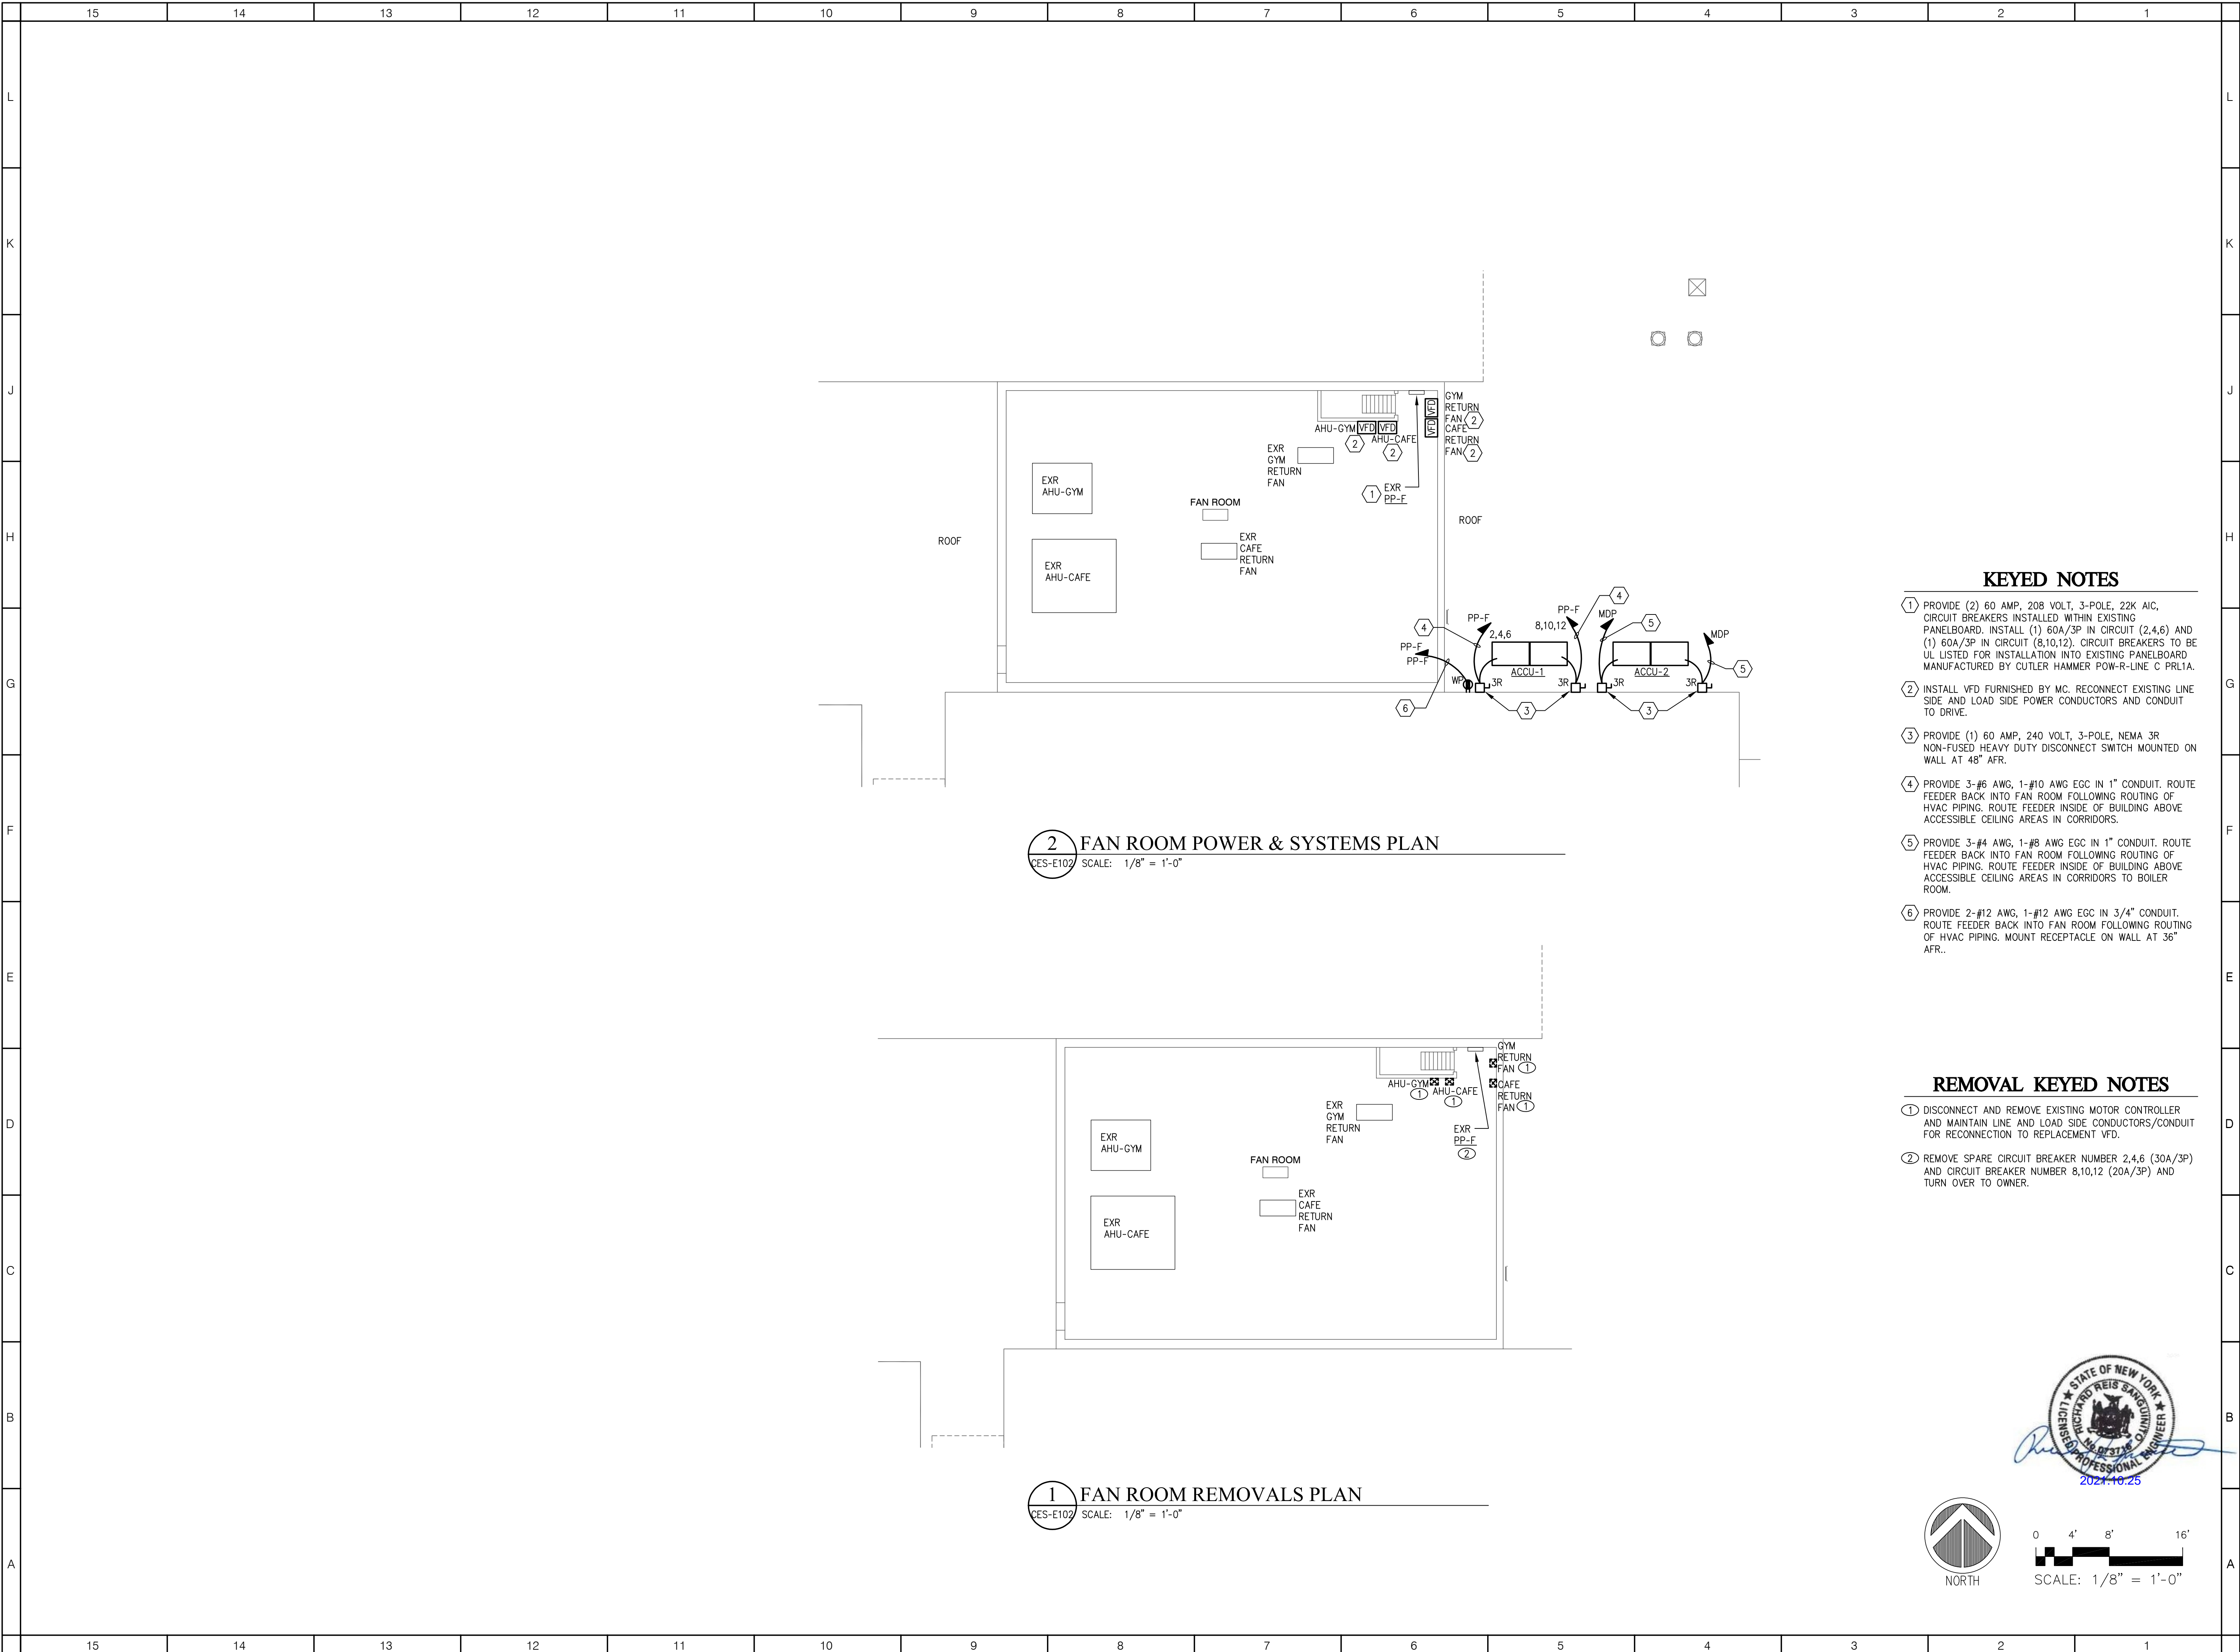 15 14 13 12 11 10 9 8 7 6 5 4 3 2 1
L L
K K
J J
H H
G G
F F
E E
D D
C C
B B
A A
GYM
RETURN
FAN 2
CAFE
RETURN
FAN 2
VFD
VFD
AHU-GYM VFD VFD
2 AHU-CAFE
2
EXR
GYM
RETURN
FAN
1 EXR
PP-F
EXR
AHU-GYM
FAN ROOM
ROOF
ROOF
EXR
CAFE
RETURN
FAN
EXR
AHU-CAFE
4
PP-F
2,4,6
PP-F
8,10,12
4
MDP
5
MDP
5
PP-F
PP-F
ACCU-1
ACCU-2
WP
3R
3R
3R
3R
6
3
3
2 FAN ROOM POWER & SYSTEMS PLAN
CES-E102 SCALE: 1/8" = 1'-0"
KEYED NOTES
1 PROVIDE (2) 60 AMP, 208 VOLT, 3-POLE, 22K AIC,
CIRCUIT BREAKERS INSTALLED WITHIN EXISTING
PANELBOARD. INSTALL (1) 60A/3P IN CIRCUIT (2,4,6) AND
(1) 60A/3P IN CIRCUIT (8,10,12). CIRCUIT BREAKERS TO BE
UL LISTED FOR INSTALLATION INTO EXISTING PANELBOARD
MANUFACTURED BY CUTLER HAMMER POW-R-LINE C PRL1A.
2 INSTALL VFD FURNISHED BY MC. RECONNECT EXISTING LINE
SIDE AND LOAD SIDE POWER CONDUCTORS AND CONDUIT
TO DRIVE.
3 PROVIDE (1) 60 AMP, 240 VOLT, 3-POLE, NEMA 3R
NON-FUSED HEAVY DUTY DISCONNECT SWITCH MOUNTED ON
WALL AT 48" AFR.
4 PROVIDE 3-#6 AWG, 1-#10 AWG EGC IN 1" CONDUIT. ROUTE
FEEDER BACK INTO FAN ROOM FOLLOWING ROUTING OF
HVAC PIPING. ROUTE FEEDER INSIDE OF BUILDING ABOVE
ACCESSIBLE CEILING AREAS IN CORRIDORS.
5 PROVIDE 3-#4 AWG, 1-#8 AWG EGC IN 1" CONDUIT. ROUTE
FEEDER BACK INTO FAN ROOM FOLLOWING ROUTING OF
HVAC PIPING. ROUTE FEEDER INSIDE OF BUILDING ABOVE
ACCESSIBLE CEILING AREAS IN CORRIDORS TO BOILER
ROOM.
6 PROVIDE 2-#12 AWG, 1-#12 AWG EGC IN 3/4" CONDUIT.
ROUTE FEEDER BACK INTO FAN ROOM FOLLOWING ROUTING
OF HVAC PIPING. MOUNT RECEPTACLE ON WALL AT 36"
AFR..
GYM
RETURN
FAN 1
CAFE
RETURN
FAN 1
AHU-GYM
1 AHU-CAFE
1
EXR
GYM
RETURN
FAN
EXR
PP-F
2
EXR
AHU-GYM
FAN ROOM
EXR
CAFE
RETURN
FAN
EXR
AHU-CAFE
1 FAN ROOM REMOVALS PLAN
CES-E102 SCALE: 1/8" = 1'-0"
REMOVAL KEYED NOTES
1 DISCONNECT AND REMOVE EXISTING MOTOR CONTROLLER
AND MAINTAIN LINE AND LOAD SIDE CONDUCTORS/CONDUIT
FOR RECONNECTION TO REPLACEMENT VFD.
2 REMOVE SPARE CIRCUIT BREAKER NUMBER 2,4,6 (30A/3P)
AND CIRCUIT BREAKER NUMBER 8,10,12 (20A/3P) AND
TURN OVER TO OWNER.
STATE OF NEW YORK
RICHARD REIS SANGUINITO
LICENSED PROFESSIONAL ENGINEER
2021.10.25
NORTH
0 4' 8' 16'
SCALE: 1/8" = 1'-0"
15 14 13 12 11 10 9 8 7 6 5 4 3 2 1